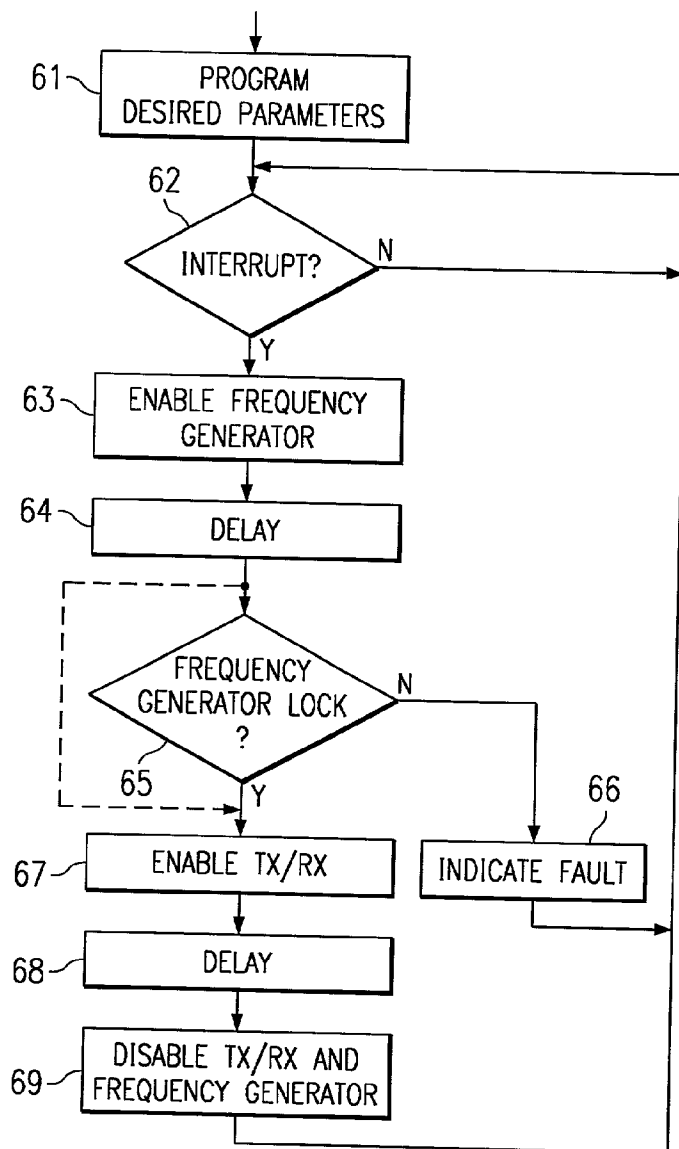 61
PROGRAM
DESIRED PARAMETERS
62
INTERRUPT?
N
Y
63
ENABLE FREQUENCY
GENERATOR
64
DELAY
FREQUENCY
GENERATOR LOCK
?
N
65
Y
66
67
ENABLE TX/RX
INDICATE FAULT
68
DELAY
69
DISABLE TX/RX AND
FREQUENCY GENERATOR